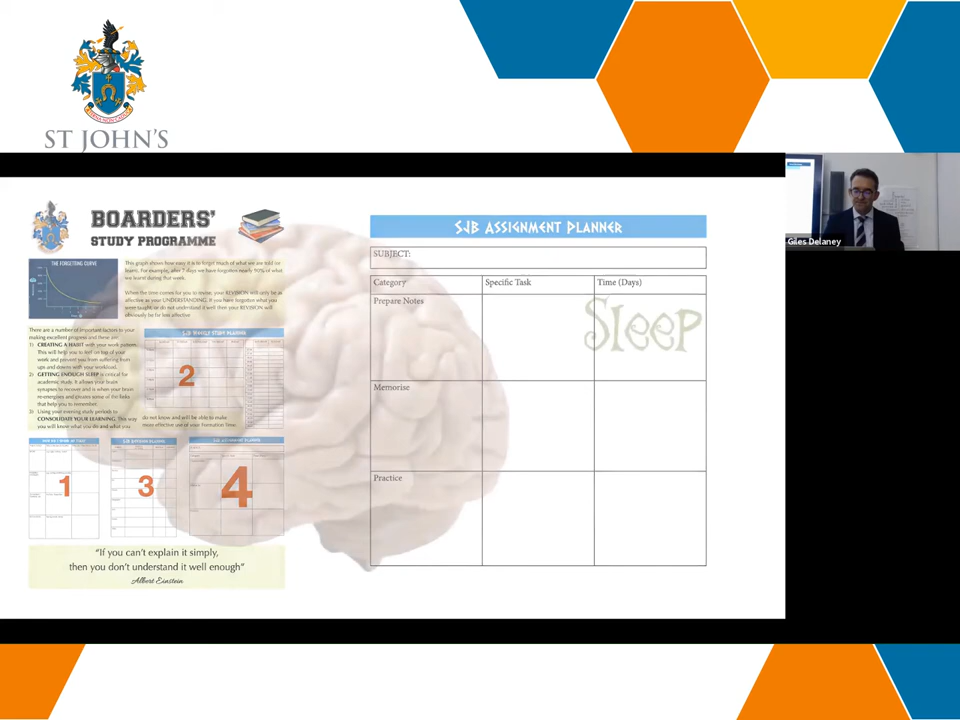 ST JOHN'S
Giles Delaney
BOARDERS'
STUDY PROGRAMME
THE FORGETTING CURVE
This graph shows how easy it is to forget much of what we are told (or
learn). For example, after 7 days we have forgotten nearly 90% of what
we learnt during that week.
When the time comes for you to revise, your REVISION will only be as
effective as your UNDERSTANDING. If you have forgotten what you
were taught or do not understand it well then your REVISION will
obviously be far less effective
There are a number of important factors to your
making excellent progress and these are:
1) CREATING A HABIT with your work pattern.
This will help you to feel on top of your
work and prevent you from suffering from
ups and downs with your workload.
2) GETTING ENOUGH SLEEP is critical for
academic study. It allows your brain
synapses to recover and is when your brain
re-energises and creates some of the links
that help you to remember.
3) Using your evening study periods to
CONSOLIDATE YOUR LEARNING. This way
you will know what you do and what you
SJB WEEKLY STUDY PLANNER
2
do not know and will be able to make
more effective use of your Formation Time.
1
SJB REVISION PLANNER
3
SJB ASSIGNMENT PLANNER
4
"If you can't explain it simply,
then you don't understand it well enough"
Albert Einstein
SJB ASSIGNMENT PLANNER
SUBJECT:
Category Specific Task Time (Days)
Prepare Notes
Sleep
Memorise
Practice